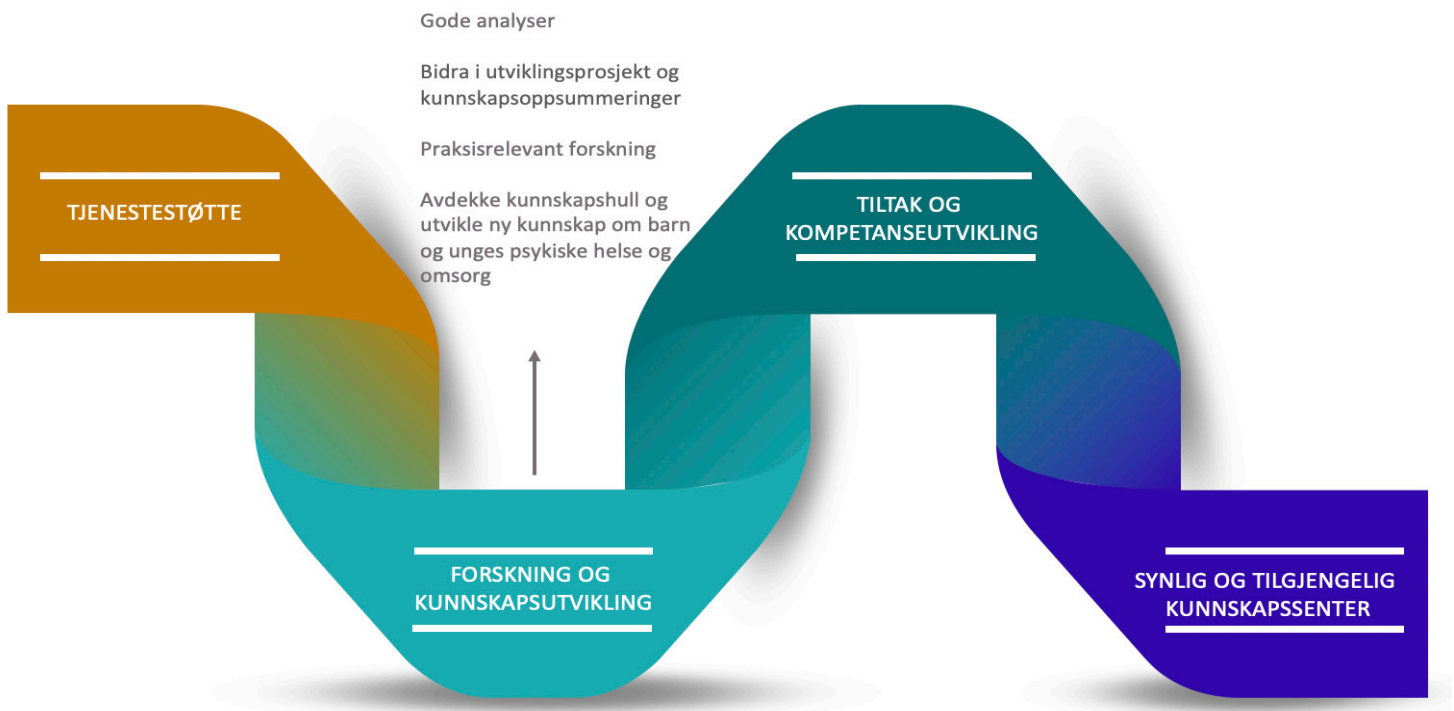 Gode analyser
Bidra i utviklingsprosjekt og
kunnskapsoppsummeringer
Praksisrelevant forskning
Avdekke kunnskapshull og
utvikle ny kunnskap om barn
og unges psykiske helse og
omsorg
TJENESTESTØTTE
TILTAK OG
KOMPETANSEUTVIKLING
FORSKNING OG
KUNNSKAPSUTVIKLING
SYNLIG OG TILGJENGELIG
KUNNSKAPSSENTER